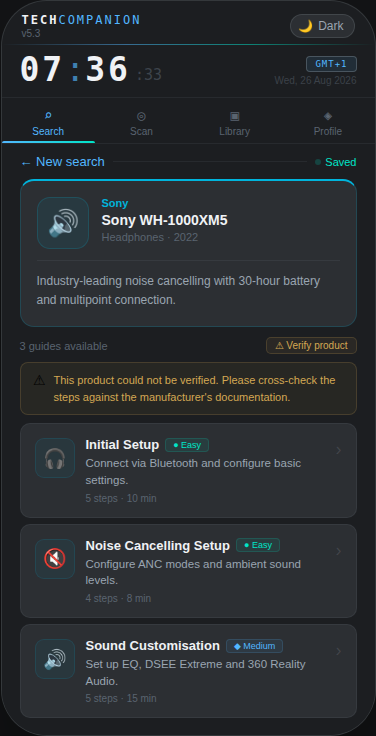 TECHCOMPANION
v5.3
Dark
07:36 :33
GMT+1
Wed, 26 Aug 2026
Search
Scan
Library
Profile
← New search
Saved
Sony
Sony WH-1000XM5
Headphones · 2022
Industry-leading noise cancelling with 30-hour battery
and multipoint connection.
3 guides available
⚠ Verify product
This product could not be verified. Please cross-check the
steps against the manufacturer's documentation.
Initial Setup
● Easy
Connect via Bluetooth and configure basic
settings.
5 steps · 10 min
Noise Cancelling Setup
● Easy
Configure ANC modes and ambient sound
levels.
4 steps · 8 min
Sound Customisation
◆ Medium
Set up EQ, DSEE Extreme and 360 Reality
Audio.
5 steps · 15 min